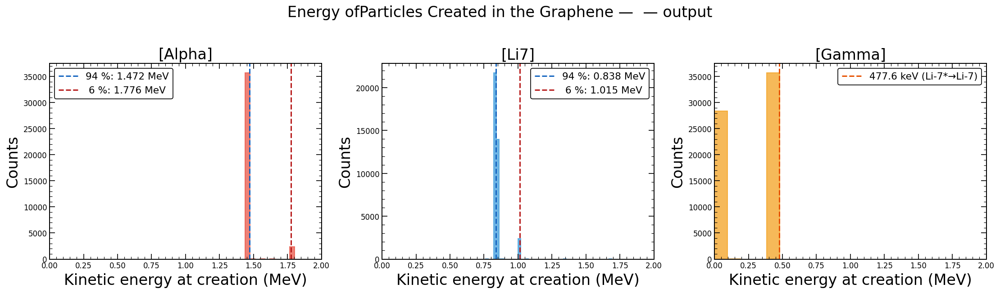 Energy ofParticles Created in the Graphene —  — output
[Alpha]
94 %: 1.472 MeV
6 %: 1.776 MeV
Counts
35000
30000
25000
20000
15000
10000
5000
0
0.00 0.25 0.50 0.75 1.00 1.25 1.50 1.75 2.00
Kinetic energy at creation (MeV)
[Li7]
94 %: 0.838 MeV
6 %: 1.015 MeV
Counts
20000
15000
10000
5000
0
0.00 0.25 0.50 0.75 1.00 1.25 1.50 1.75 2.00
Kinetic energy at creation (MeV)
[Gamma]
477.6 keV (Li-7*→Li-7)
Counts
35000
30000
25000
20000
15000
10000
5000
0
0.00 0.25 0.50 0.75 1.00 1.25 1.50 1.75 2.00
Kinetic energy at creation (MeV)